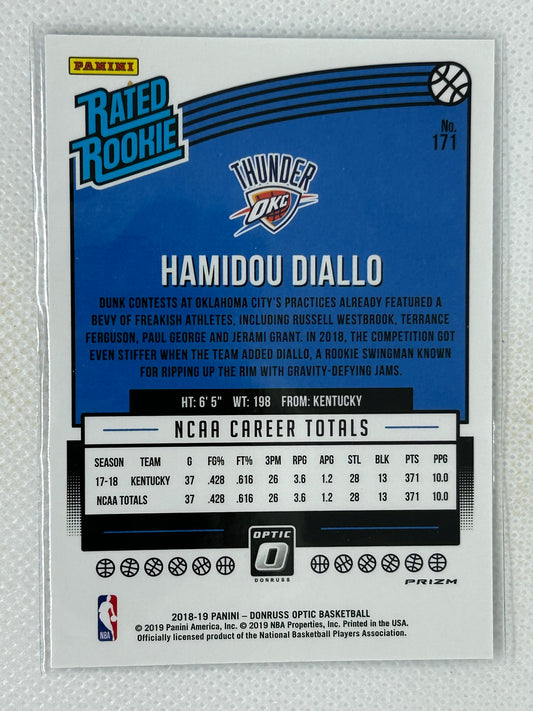 PANINI
RATED
ROOKIE
No.
171
THUNDER
OKC
HAMIDOU DIALLO
DUNK CONTESTS AT OKLAHOMA CITY'S PRACTICES ALREADY FEATURED A
BEVY OF FREAKISH ATHLETES, INCLUDING RUSSELL WESTBROOK, TERRANCE
FERGUSON, PAUL GEORGE AND JERAMI GRANT. IN 2018, THE COMPETITION GOT
EVEN STIFFER WHEN THE TEAM ADDED DIALLO, A ROOKIE SWINGMAN KNOWN
FOR RIPPING UP THE RIM WITH GRAVITY-DEFYING JAMS.
HT: 6' 5" WT: 198 FROM: KENTUCKY
NCAA CAREER TOTALS
SEASON TEAM G FG% FT% 3PM RPG APG STL BLK PTS PPG
17-18 KENTUCKY 37 .428 .616 26 3.6 1.2 28 13 371 10.0
NCAA TOTALS 37 .428 .616 26 3.6 1.2 28 13 371 10.0
OPTIC
DONRUSS
PRIZM
NBA
2018-19 PANINI – DONRUSS OPTIC BASKETBALL
© 2019 Panini America, Inc. © 2019 NBA Properties, Inc. Printed in the USA.
Officially licensed product of the National Basketball Players Association.